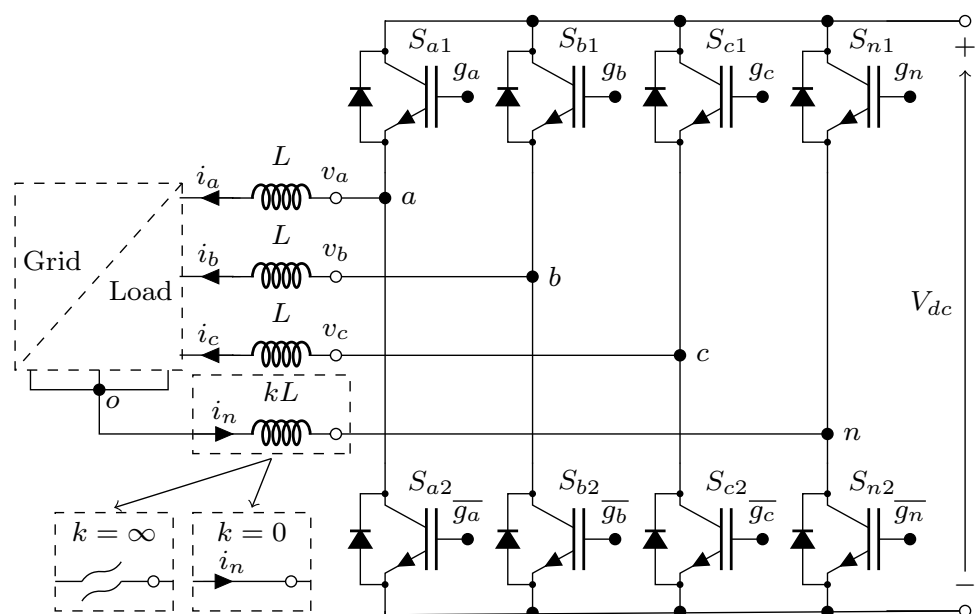 S_{a1} S_{b1} S_{c1} S_{n1} +
g_a g_b g_c g_n
L
i_a v_a a
L
Grid i_b v_b b
Load V_{dc}
L
i_c v_c c
kL
o i_n n
S_{a2} S_{b2} S_{c2} S_{n2}
\overline{g_a} \overline{g_b} \overline{g_c} \overline{g_n}
k = ∞ k = 0
i_n −